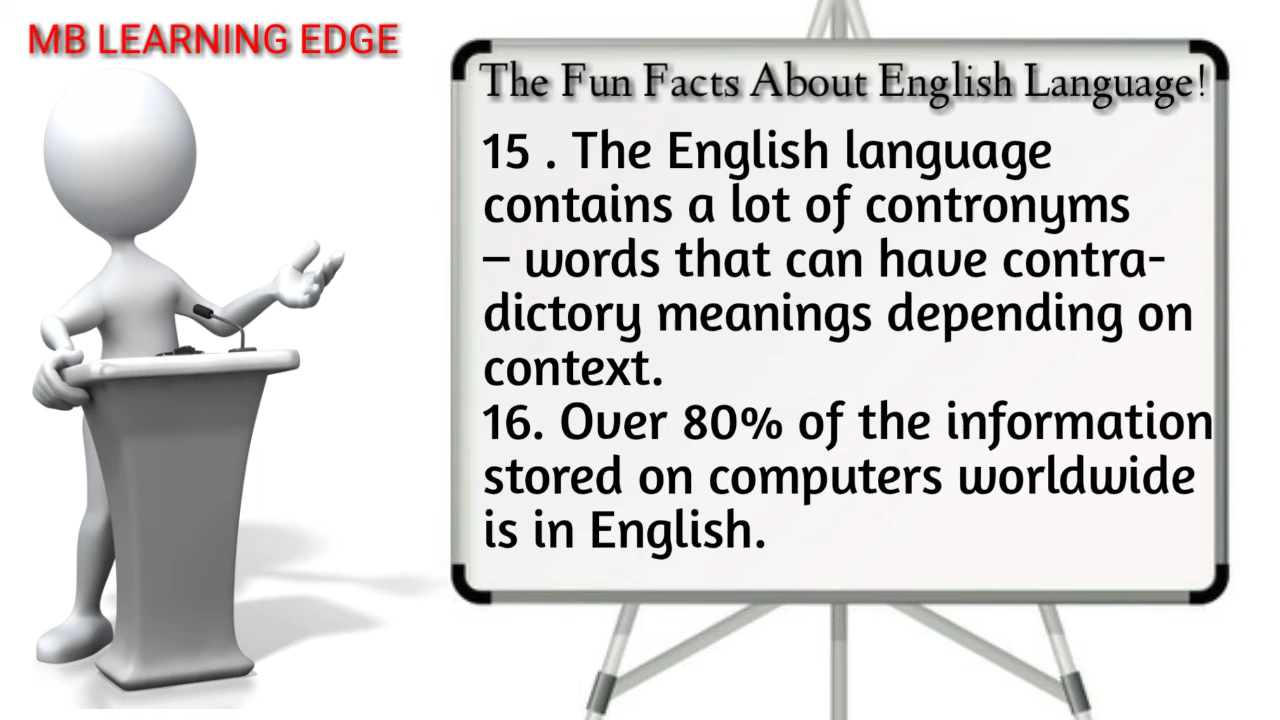 MB LEARNING EDGE
The Fun Facts About English Language!
15 . The English language
contains a lot of contronyms
– words that can have contra-
dictory meanings depending on
context.
16. Over 80% of the information
stored on computers worldwide
is in English.